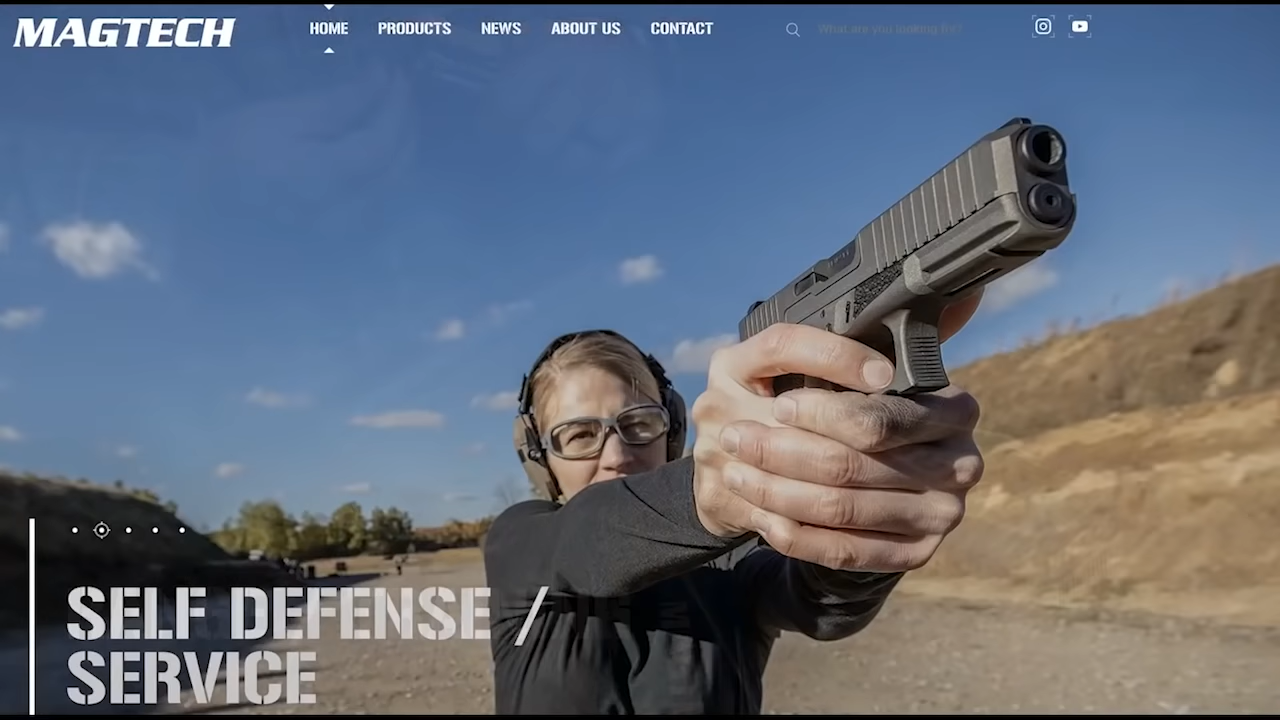 MAGTECH
HOME PRODUCTS NEWS ABOUT US CONTACT What are you looking for?
SELF DEFENSE /
SERVICE